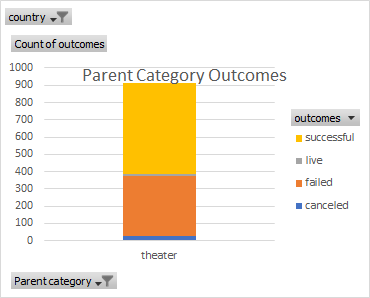 country
Count of outcomes
Parent Category Outcomes
1000
900
800
700
600
500
400
300
200
100
0
theater
outcomes
successful
live
failed
canceled
Parent category